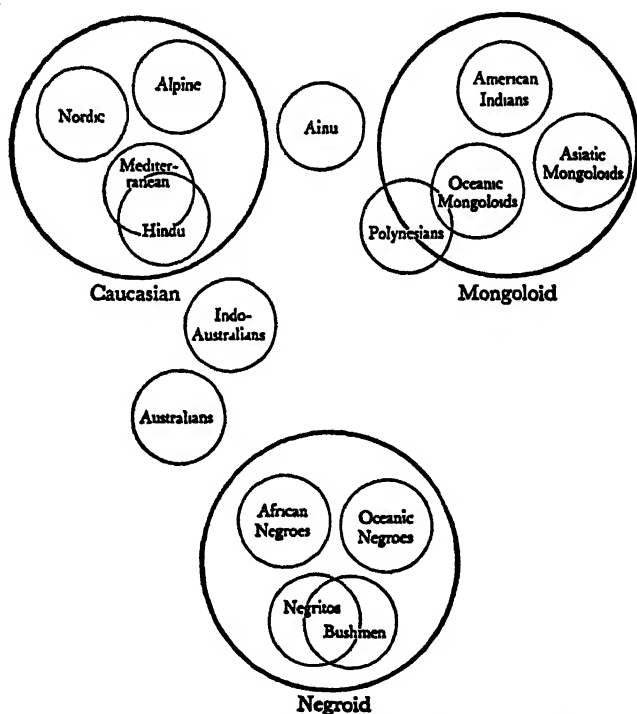 Alpine
Nordic
Mediter-
ranean
Hindu
Caucasian
Ainu
American
Indians
Asiatic
Mongoloids
Oceanic
Mongoloids
Polynesians
Mongoloid
Indo-
Australians
Australians
African
Negroes
Oceanic
Negroes
Negritos
Bushmen
Negroid